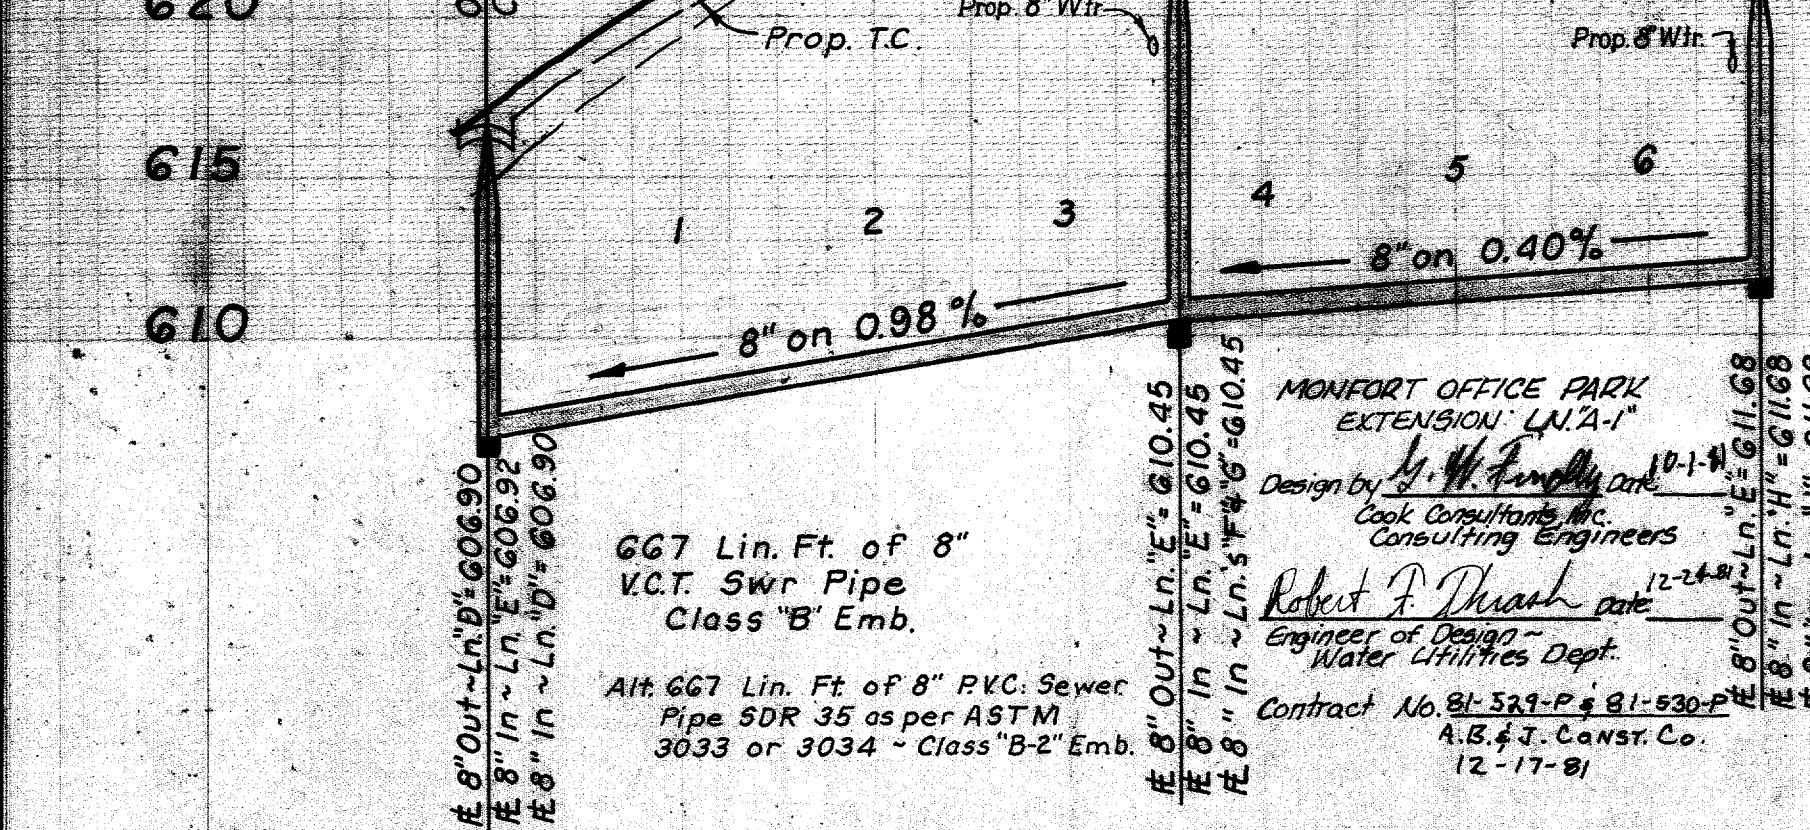 620
Prop. T.C.
Prop. 8" Wtr.
Prop. 8" Wtr.
615
1
2
3
4
5
6
8" on 0.40%
610
8" on 0.98 %
MONFORT OFFICE PARK
EXTENSION LN. "A-1"
Design by Date 10-1-81
Cook Consultants, Inc.
Consulting Engineers
Robert F. Thrash Date 12-24-81
Engineer of Design ~
Water Utilities Dept.
Contract No. 81-529-P & 81-530-P
A.B. & J. CONST. Co.
12-17-81
667 Lin. Ft. of 8"
V.C.T. Swr Pipe
Class "B" Emb.
Alt. 667 Lin. Ft. of 8" P.V.C. Sewer
Pipe SDR 35 as per ASTM
3033 or 3034 ~ Class "B-2" Emb.
8" Out ~ Ln. "D" = 606.90
8" In ~ Ln. "E" = 606.92
8" In ~ Ln. "D" = 606.90
8" Out ~ Ln. "E" = 610.45
8" In ~ Ln. "E" = 610.45
8" In ~ Ln.'s "F" & "G" = 610.45
8" Out ~ Ln. "E" = 611.68
8" In ~ Ln. "H" = 611.68